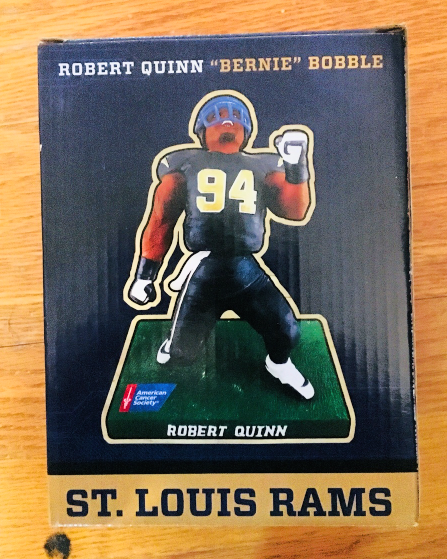 ROBERT QUINN "BERNIE" BOBBLE
94
American
Cancer
Society®
ROBERT QUINN
ST. LOUIS RAMS